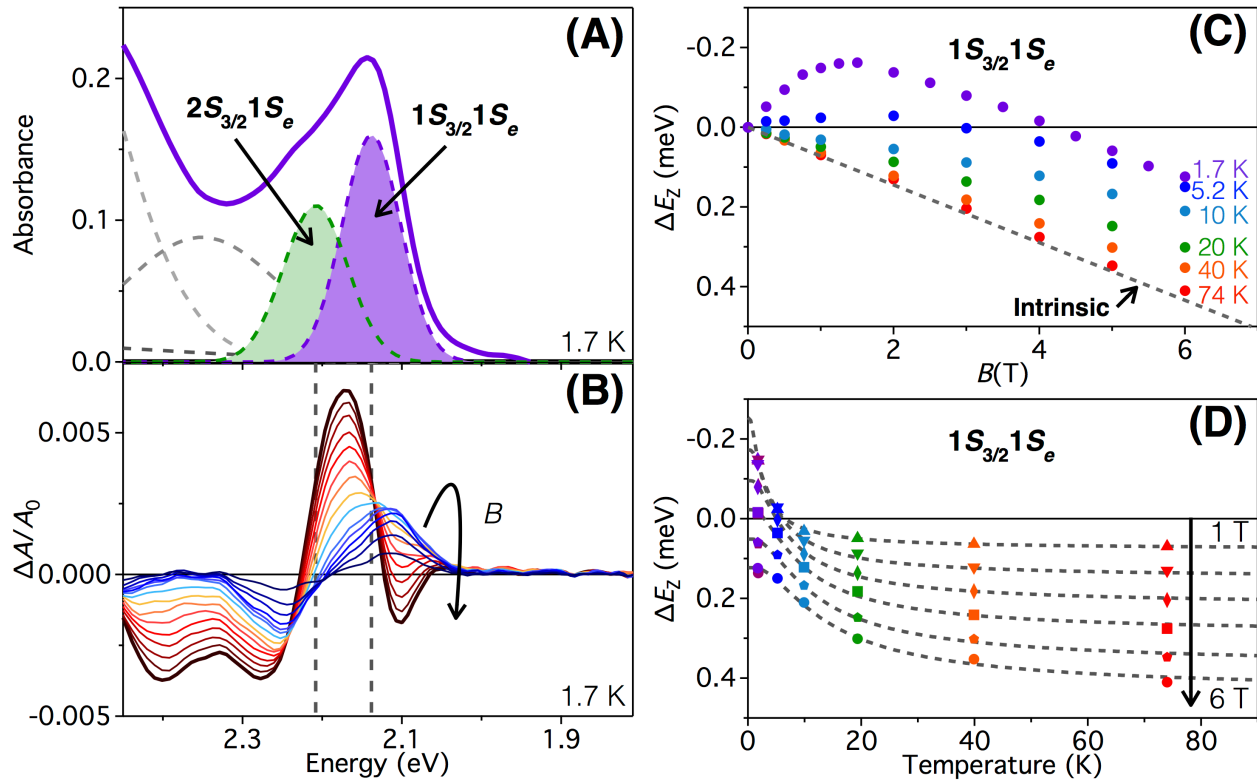 (A)
0.2
0.1
0.0
Absorbance
2S3/21Se
1S3/21Se
1.7 K
(B)
0.005
0.000
-0.005
ΔA/A0
B
1.7 K
2.3
2.1
1.9
Energy (eV)
(C)
1S3/21Se
-0.2
0.0
0.2
0.4
ΔEZ (meV)
1.7 K
5.2 K
10 K
20 K
40 K
74 K
Intrinsic
0
2
4
6
B(T)
(D)
1S3/21Se
-0.2
0.0
0.2
0.4
ΔEZ (meV)
1 T
6 T
0
20
40
60
80
Temperature (K)